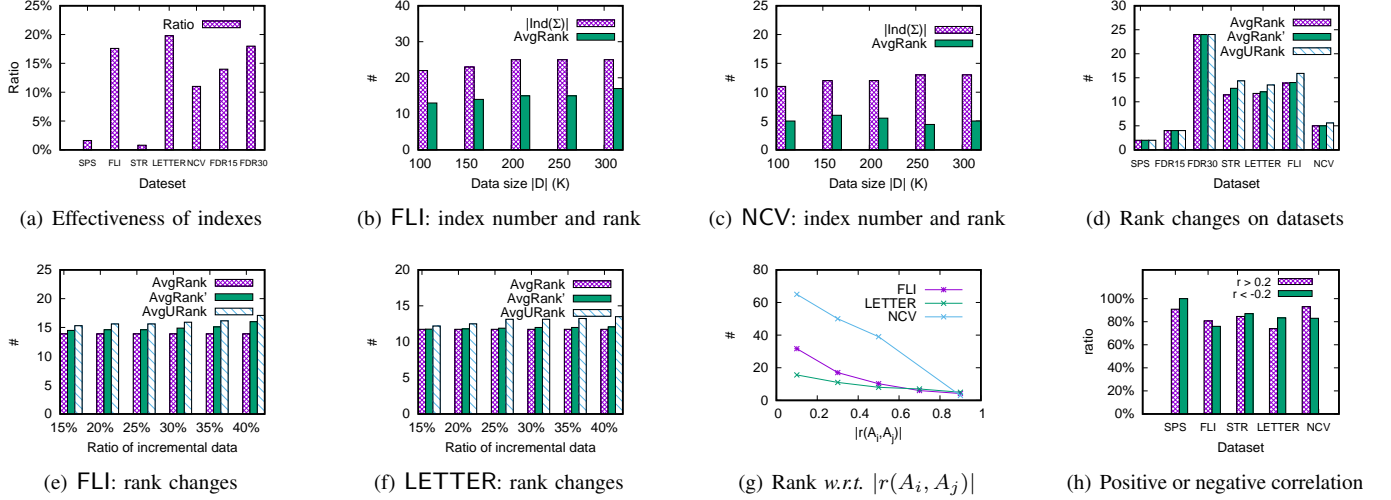 25%
20%
15%
10%
5%
0%
Ratio
Ratio
SPS FLI STR LETTER NCV FDR15 FDR30
Dateset
(a) Effectiveness of indexes
40
30
20
10
0
#
|Ind(Σ)|
AvgRank
100 150 200 250 300
Data size |D| (K)
(b) FLI: index number and rank
25
20
15
10
5
0
#
|Ind(Σ)|
AvgRank
100 150 200 250 300
Data size |D| (K)
(c) NCV: index number and rank
30
25
20
15
10
5
0
#
AvgRank
AvgRank'
AvgURank
SPS FDR15 FDR30 STR LETTER FLI NCV
Dataset
(d) Rank changes on datasets
25
20
15
10
5
0
#
AvgRank
AvgRank'
AvgURank
15% 20% 25% 30% 35% 40%
Ratio of incremental data
(e) FLI: rank changes
20
15
10
5
0
#
AvgRank
AvgRank'
AvgURank
15% 20% 25% 30% 35% 40%
Ratio of incremental data
(f) LETTER: rank changes
80
60
40
20
0
#
FLI
LETTER
NCV
0 0.2 0.4 0.6 0.8 1
|r(A_i,A_j)|
(g) Rank w.r.t. |r(A_i, A_j)|
100%
80%
60%
40%
20%
0%
ratio
r > 0.2
r < -0.2
SPS FLI STR LETTER NCV
Dataset
(h) Positive or negative correlation